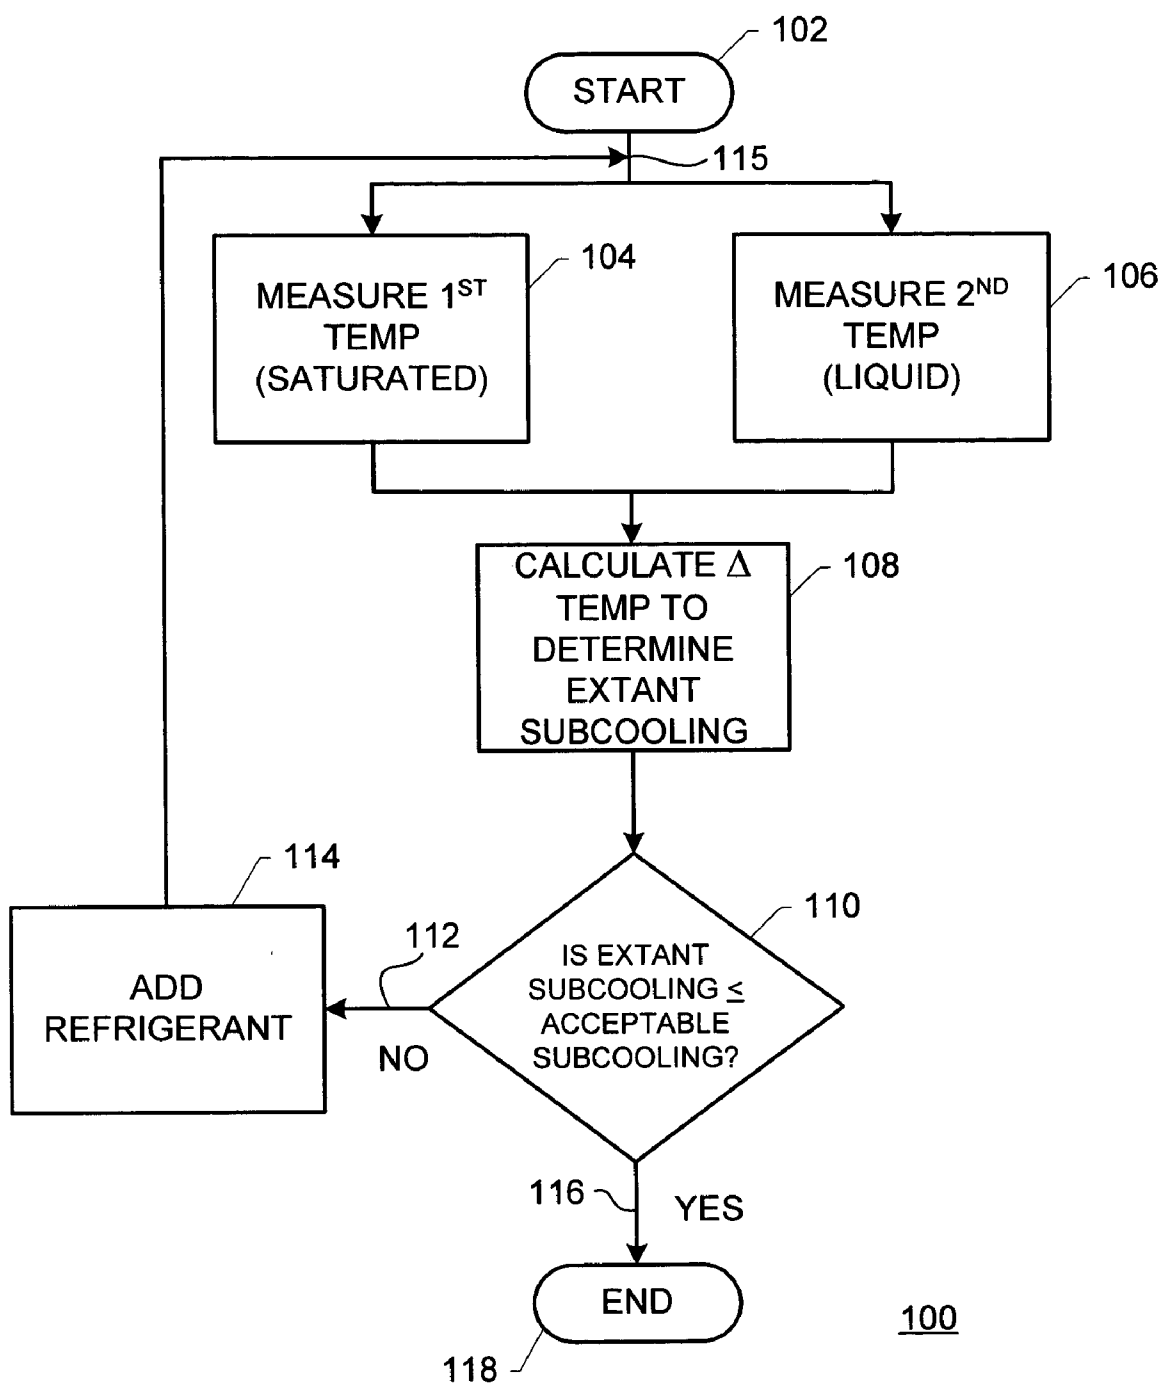 102
START
115
104
MEASURE 1ST
TEMP
(SATURATED)
106
MEASURE 2ND
TEMP
(LIQUID)
108
CALCULATE Δ
TEMP TO
DETERMINE
EXTANT
SUBCOOLING
114
ADD
REFRIGERANT
112
NO
110
IS EXTANT
SUBCOOLING ≤
ACCEPTABLE
SUBCOOLING?
116
YES
END
118
100